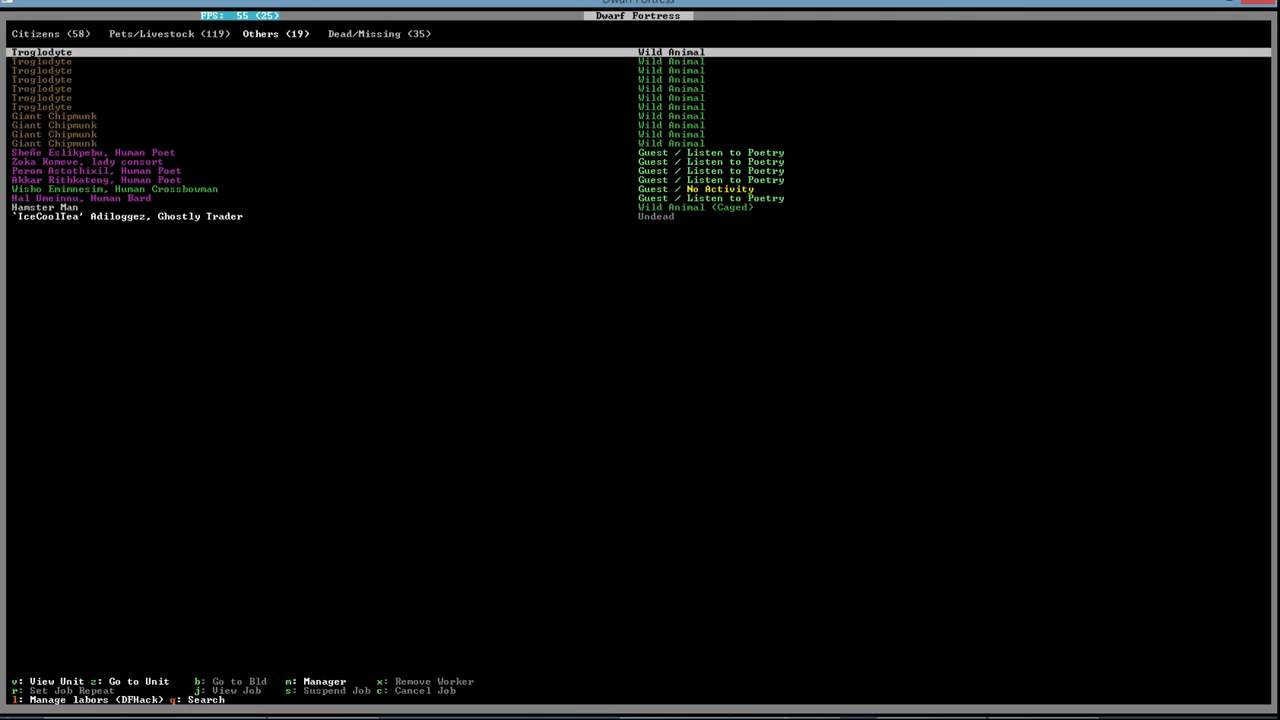 Dwarf Fortress
FPS: 55 (25) Dwarf Fortress
Citizens (58) Pets/Livestock (119) Others (19) Dead/Missing (35)
Troglodyte Wild Animal
Troglodyte Wild Animal
Troglodyte Wild Animal
Troglodyte Wild Animal
Troglodyte Wild Animal
Troglodyte Wild Animal
Troglodyte Wild Animal
Giant Chipmunk Wild Animal
Giant Chipmunk Wild Animal
Giant Chipmunk Wild Animal
Giant Chipmunk Wild Animal
Sheñe Eslikpebu, Human Poet Guest / Listen to Poetry
Zoka Komeve, lady consort Guest / Listen to Poetry
Perom Astothixil, Human Poet Guest / Listen to Poetry
Akkar Rithkateng, Human Poet Guest / Listen to Poetry
Wisho Eminnesim, Human Crossbowman Guest / No Activity
Hal Umeinnu, Human Bard Guest / Listen to Poetry
Hamster Man Wild Animal (Caged)
`IceCoolTea' Adiloggez, Ghostly Trader Undead
v: View Unit z: Go to Unit b: Go to Bld m: Manager x: Remove Worker
r: Set Job Repeat j: View Job s: Suspend Job c: Cancel Job
l: Manage labors (DFHack) q: Search